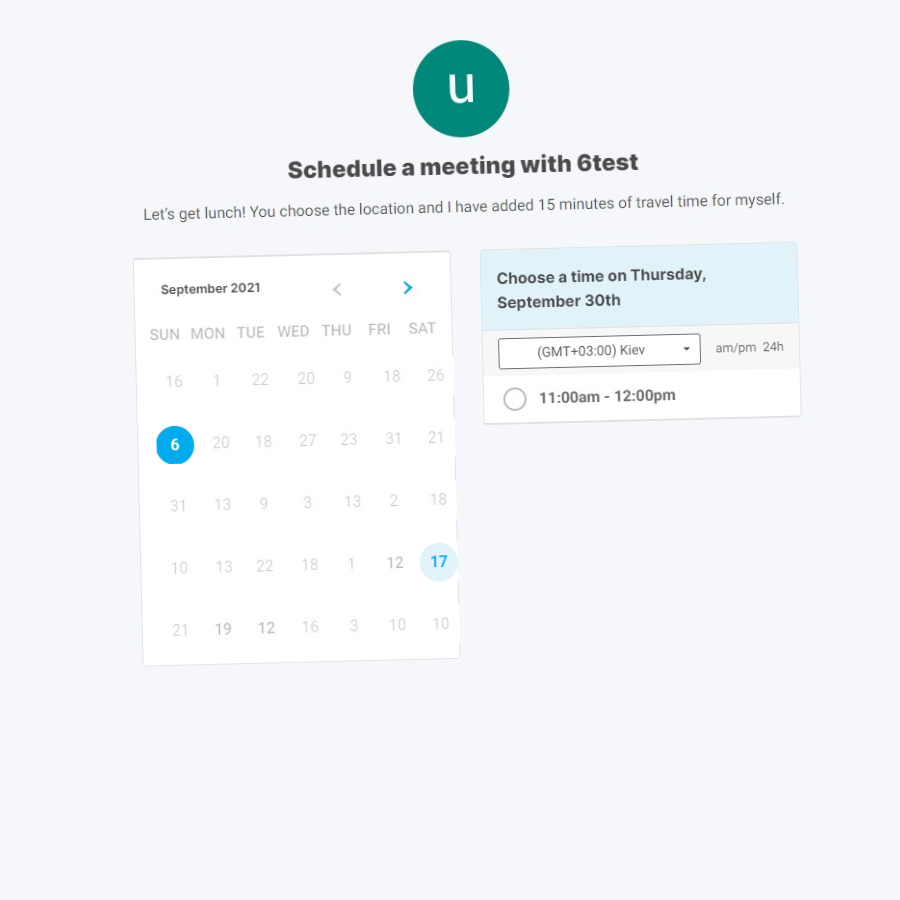 u
Schedule a meeting with 6test
Let's get lunch! You choose the location and I have added 15 minutes of travel time for myself.
September 2021
SUN MON TUE WED THU FRI SAT
16 1 22 20 9 18 26
6 20 18 27 23 31 21
31 13 9 3 13 2 18
10 13 22 18 1 12 17
21 19 12 16 3 10 10
Choose a time on Thursday,
September 30th
(GMT+03:00) Kiev am/pm 24h
11:00am - 12:00pm